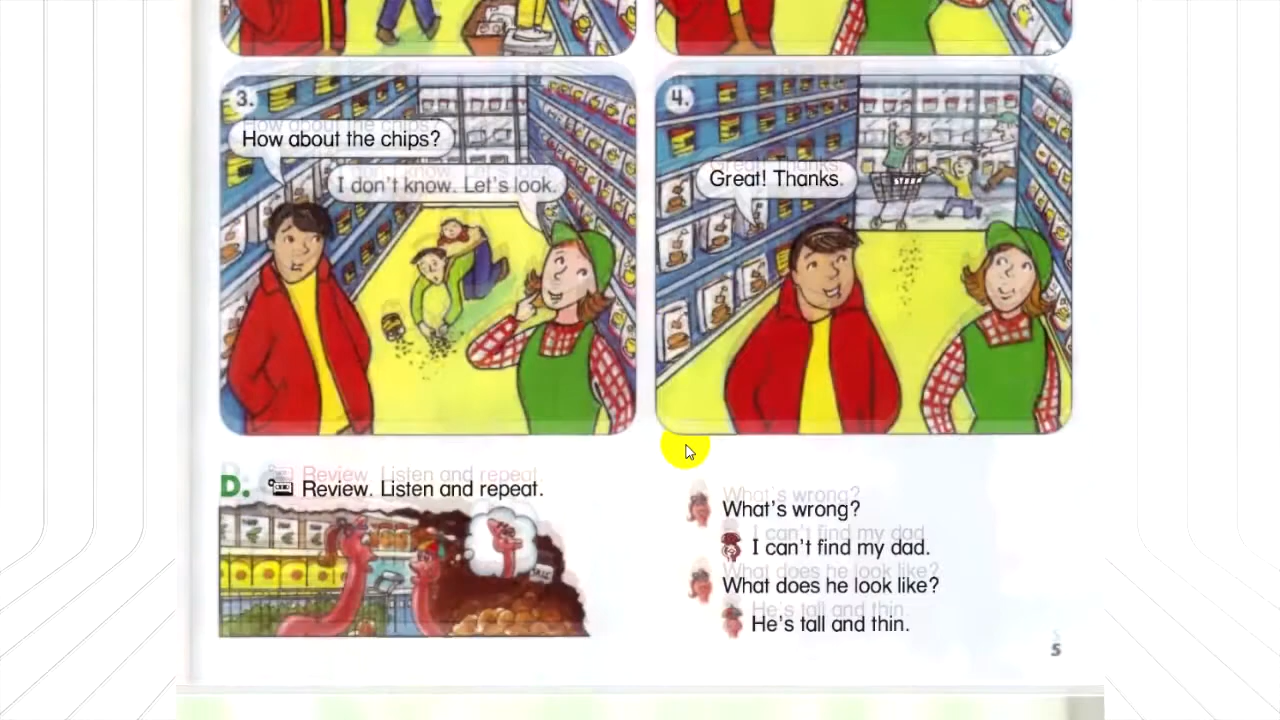 3.
How about the chips?
I don't know. Let's look.
4.
Great! Thanks.
D. Review. Listen and repeat.
What's wrong?
I can't find my dad.
What does he look like?
He's tall and thin.
5